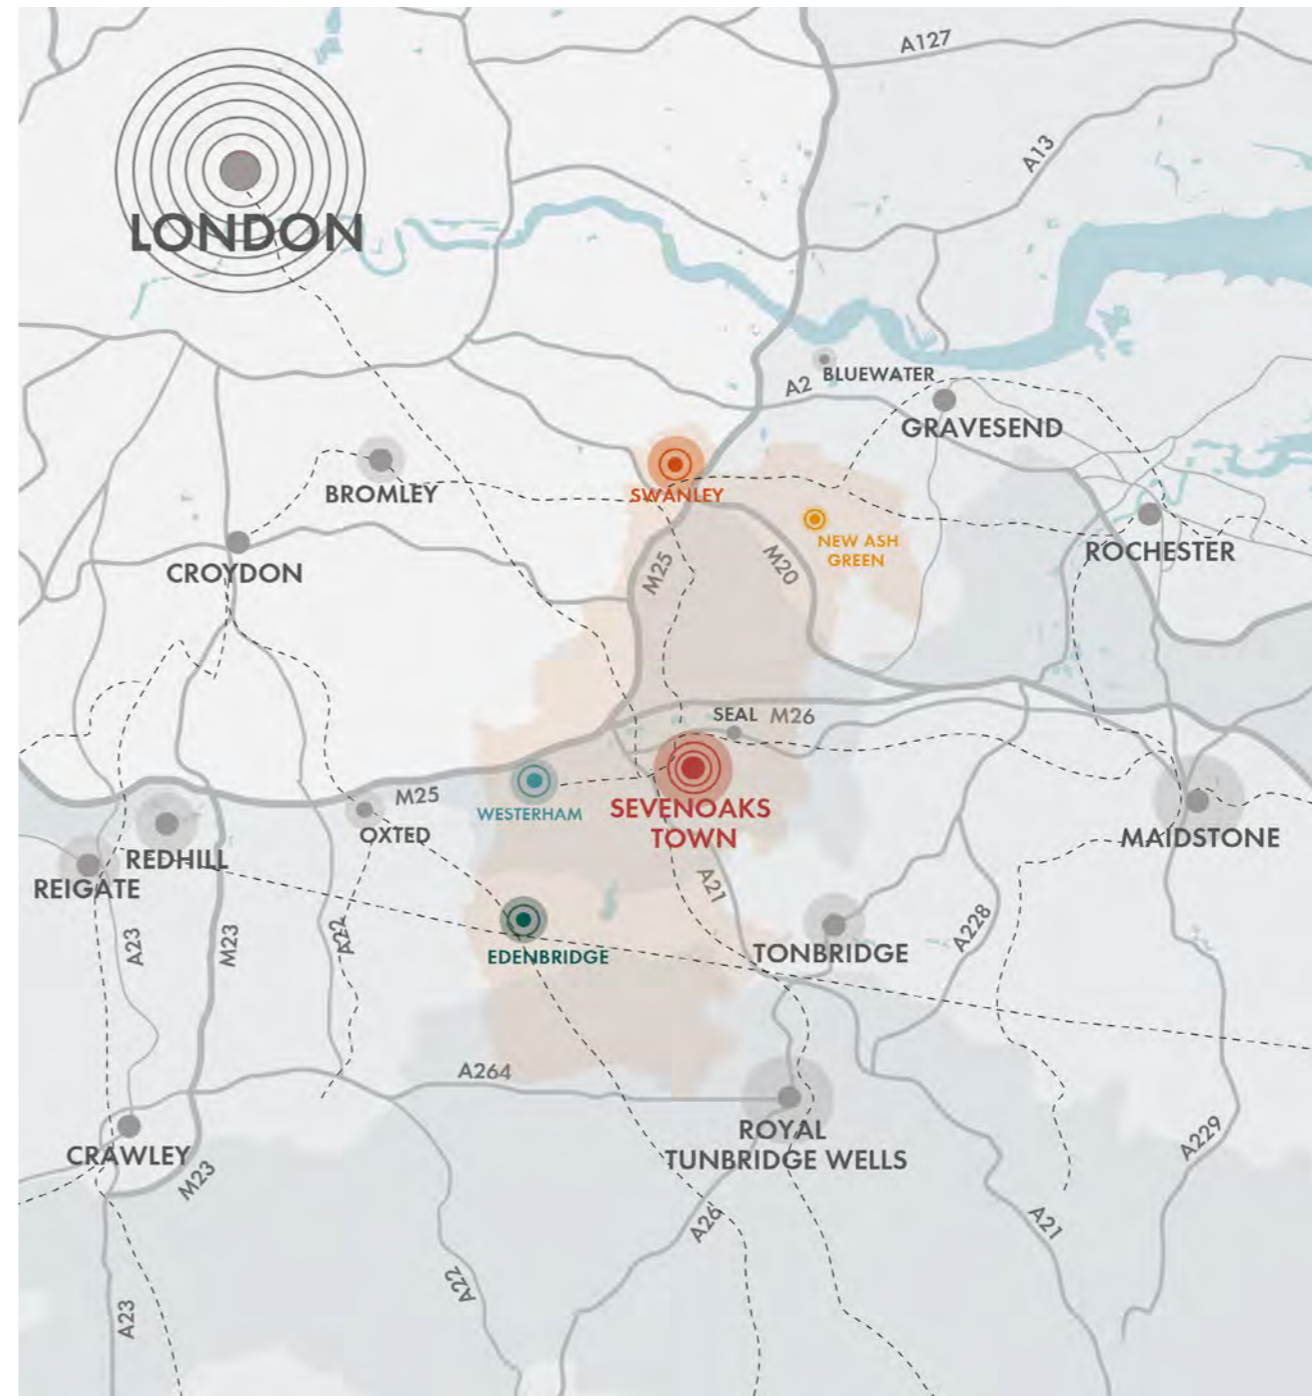 A127
A13
LONDON
BLUEWATER
A2
GRAVESEND
BROMLEY
SWANLEY
NEW ASH
GREEN
ROCHESTER
CROYDON
M25
M20
SEAL
M26
M25
WESTERHAM
SEVENOAKS
TOWN
OXTED
MAIDSTONE
REDHILL
REIGATE
A21
A23
M23
A22
A228
EDENBRIDGE
TONBRIDGE
A264
ROYAL
TUNBRIDGE WELLS
CRAWLEY
M23
A229
A26
A21
A22
A23